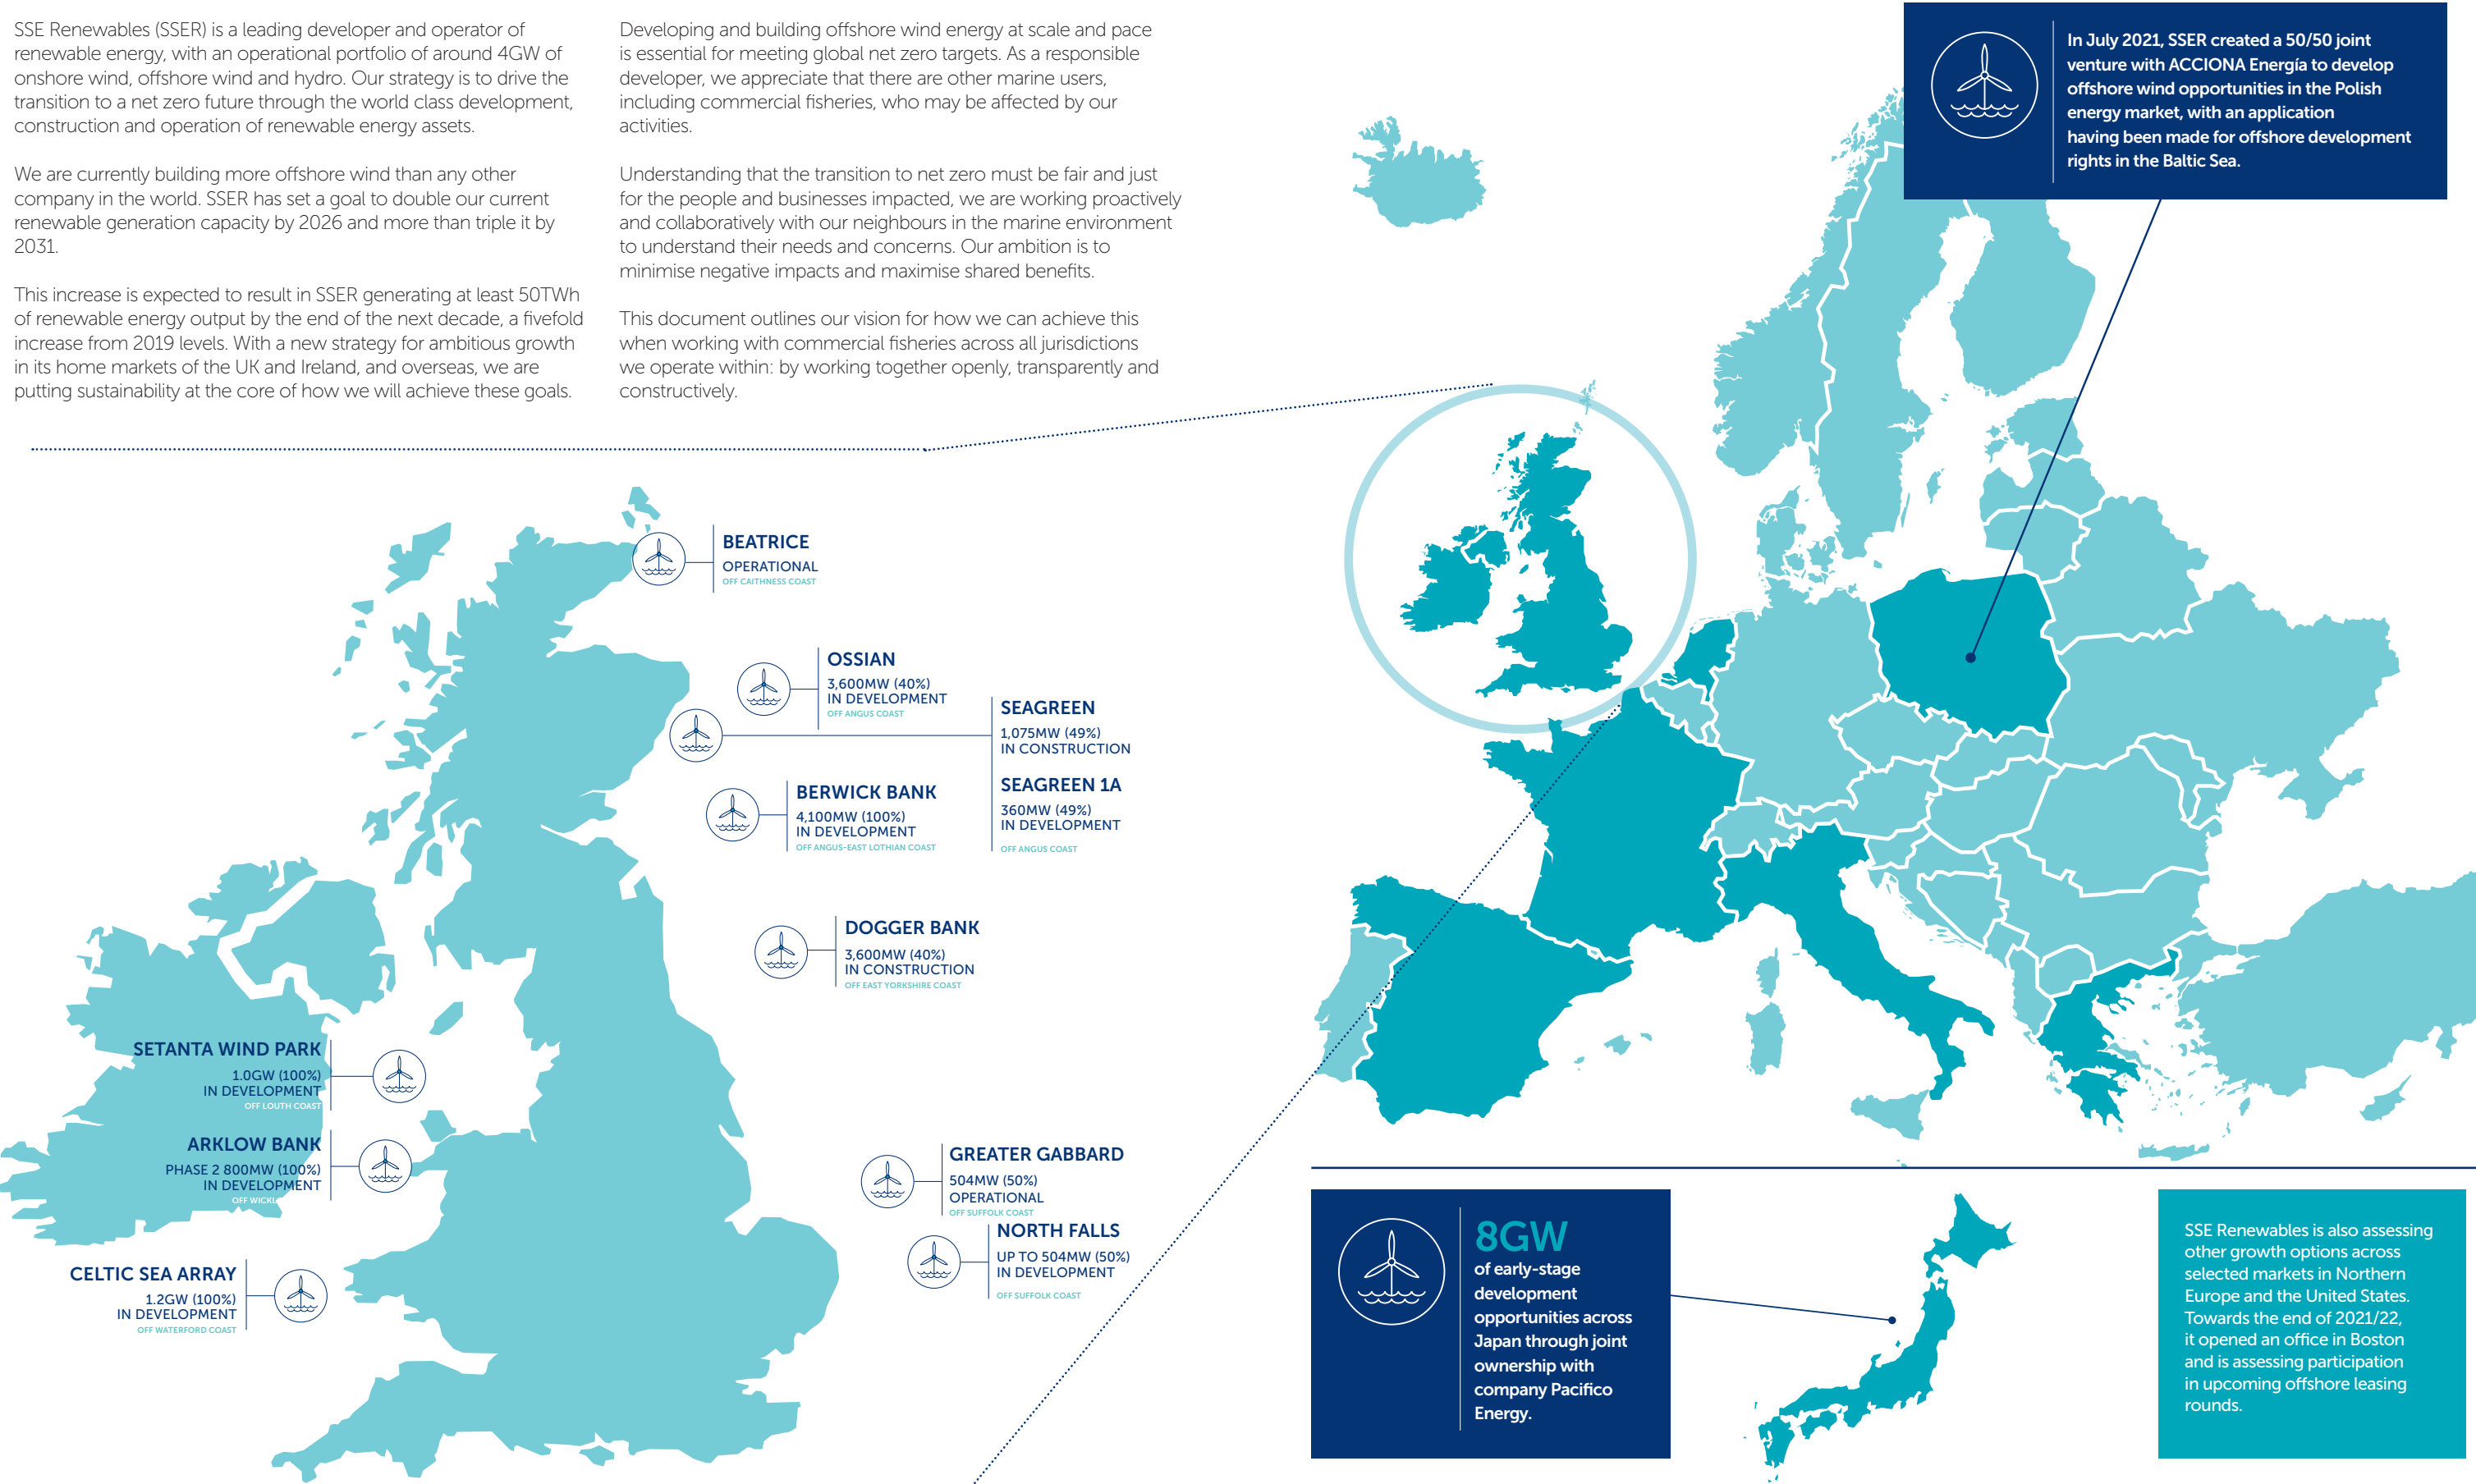 SSE Renewables (SSER) is a leading developer and operator of
renewable energy, with an operational portfolio of around 4GW of
onshore wind, offshore wind and hydro. Our strategy is to drive the
transition to a net zero future through the world class development,
construction and operation of renewable energy assets.
We are currently building more offshore wind than any other
company in the world. SSER has set a goal to double our current
renewable generation capacity by 2026 and more than triple it by
2031.
This increase is expected to result in SSER generating at least 50TWh
of renewable energy output by the end of the next decade, a fivefold
increase from 2019 levels. With a new strategy for ambitious growth
in its home markets of the UK and Ireland, and overseas, we are
putting sustainability at the core of how we will achieve these goals.
Developing and building offshore wind energy at scale and pace
is essential for meeting global net zero targets. As a responsible
developer, we appreciate that there are other marine users,
including commercial fisheries, who may be affected by our
activities.
Understanding that the transition to net zero must be fair and just
for the people and businesses impacted, we are working proactively
and collaboratively with our neighbours in the marine environment
to understand their needs and concerns. Our ambition is to
minimise negative impacts and maximise shared benefits.
This document outlines our vision for how we can achieve this
when working with commercial fisheries across all jurisdictions
we operate within: by working together openly, transparently and
constructively.
In July 2021, SSER created a 50/50 joint
venture with ACCIONA Energía to develop
offshore wind opportunities in the Polish
energy market, with an application
having been made for offshore development
rights in the Baltic Sea.
BEATRICE
OPERATIONAL
OFF CAITHNESS COAST
OSSIAN
3,600MW (40%)
IN DEVELOPMENT
OFF ANGUS COAST
SEAGREEN
1,075MW (49%)
IN CONSTRUCTION
SEAGREEN 1A
360MW (49%)
IN DEVELOPMENT
OFF ANGUS COAST
BERWICK BANK
4,100MW (100%)
IN DEVELOPMENT
OFF ANGUS-EAST LOTHIAN COAST
DOGGER BANK
3,600MW (40%)
IN CONSTRUCTION
OFF EAST YORKSHIRE COAST
SETANTA WIND PARK
1.0GW (100%)
IN DEVELOPMENT
OFF LOUTH COAST
ARKLOW BANK
PHASE 2 800MW (100%)
IN DEVELOPMENT
OFF
GREATER GABBARD
504MW (50%)
OPERATIONAL
OFF SUFFOLK COAST
NORTH FALLS
UP TO 504MW (50%)
IN DEVELOPMENT
OFF SUFFOLK COAST
CELTIC SEA ARRAY
1.2GW (100%)
IN DEVELOPMENT
OFF WATERFORD COAST
8GW
of early-stage
development
opportunities across
Japan through joint
ownership with
company Pacifico
Energy.
SSE Renewables is also assessing
other growth options across
selected markets in Northern
Europe and the United States.
Towards the end of 2021/22,
it opened an office in Boston
and is assessing participation
in upcoming offshore leasing
rounds.